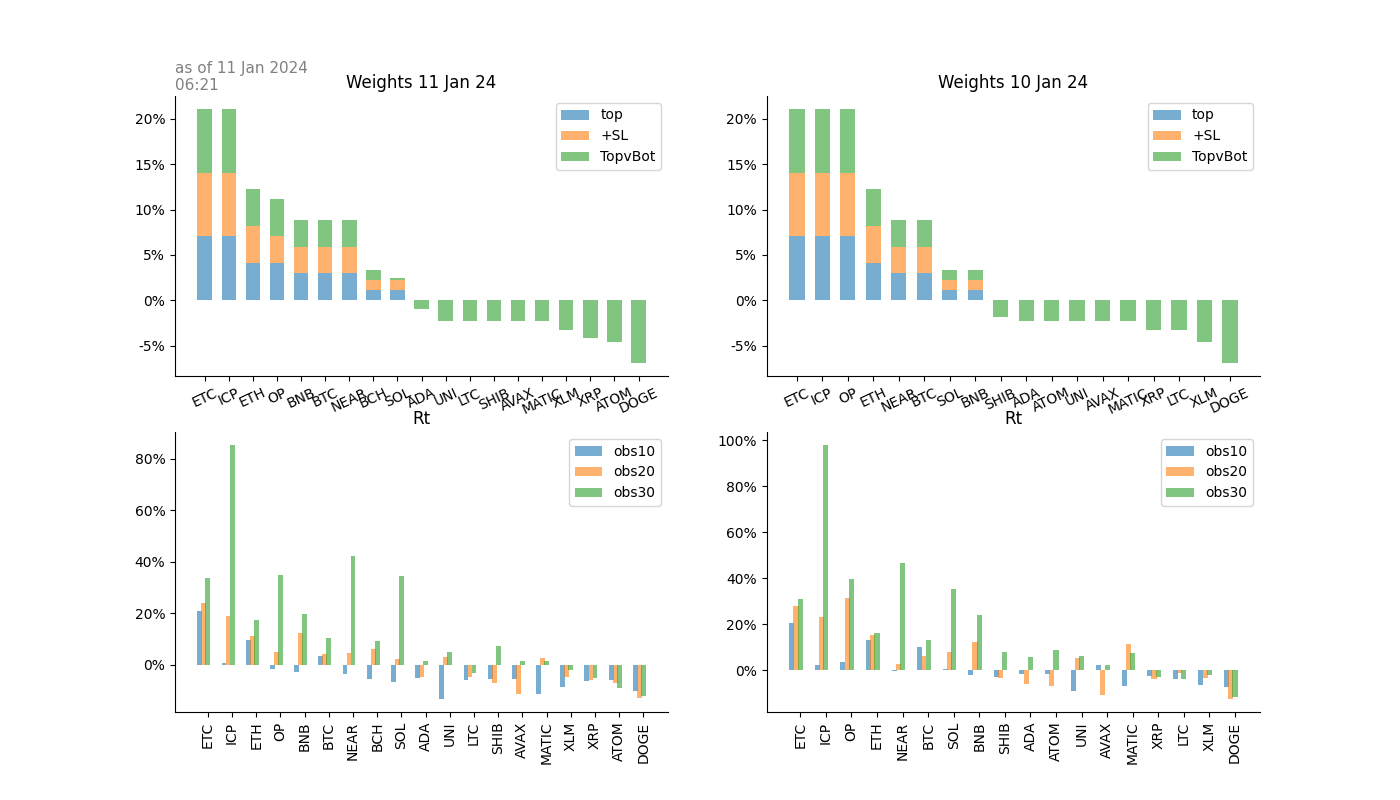 as of 11 Jan 2024
06:21
Weights 11 Jan 24
20%
15%
10%
5%
0%
-5%
top
+SL
TopvBot
ETC ICP ETH OP BNB BTC NEAR BCH SOL ADA UNI LTC SHIB AVAX MATIC XLM XRP ATOM DOGE
Weights 10 Jan 24
20%
15%
10%
5%
0%
-5%
top
+SL
TopvBot
ETC ICP OP ETH NEAR BTC SOL BNB SHIB ADA ATOM UNI AVAX MATIC XRP LTC XLM DOGE
Rt
80%
60%
40%
20%
0%
obs10
obs20
obs30
ETC ICP ETH OP BNB BTC NEAR BCH SOL ADA UNI LTC SHIB AVAX MATIC XLM XRP ATOM DOGE
Rt
100%
80%
60%
40%
20%
0%
obs10
obs20
obs30
ETC ICP OP ETH NEAR BTC SOL BNB SHIB ADA ATOM UNI AVAX MATIC XRP LTC XLM DOGE